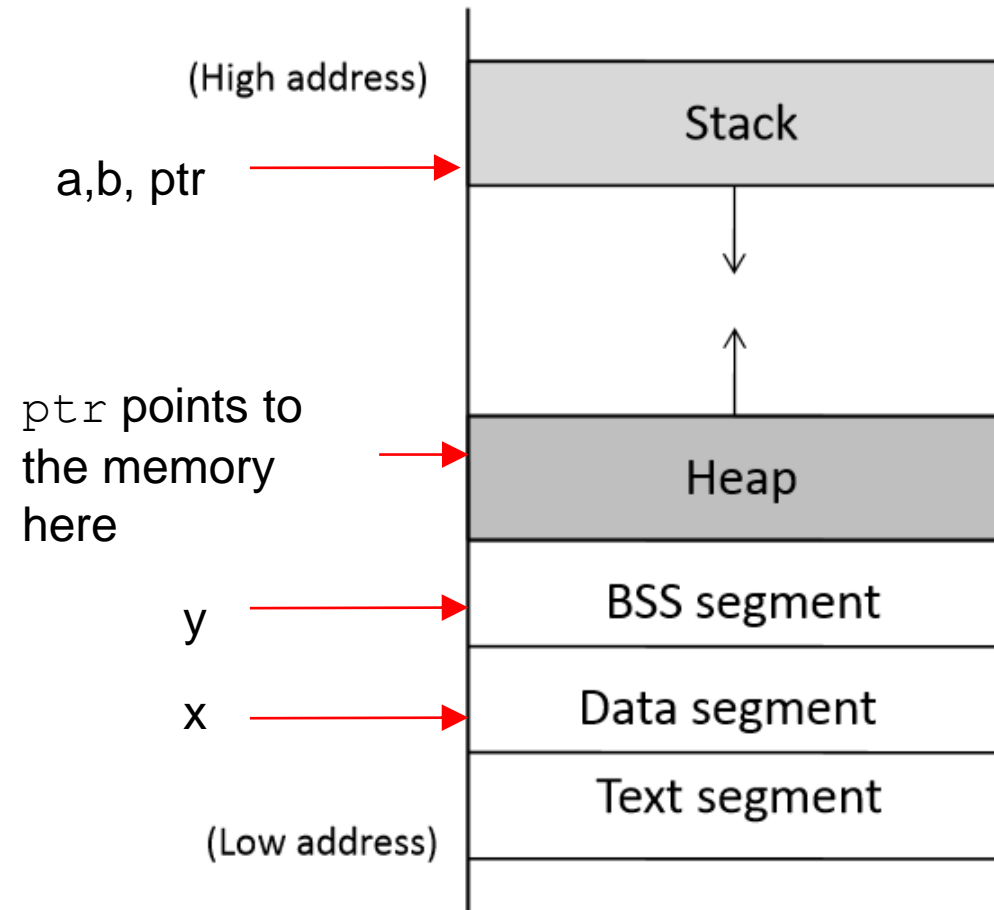 (High address)
Stack
a,b, ptr
ptr points to
the memory
here
Heap
y
BSS segment
x
Data segment
Text segment
(Low address)